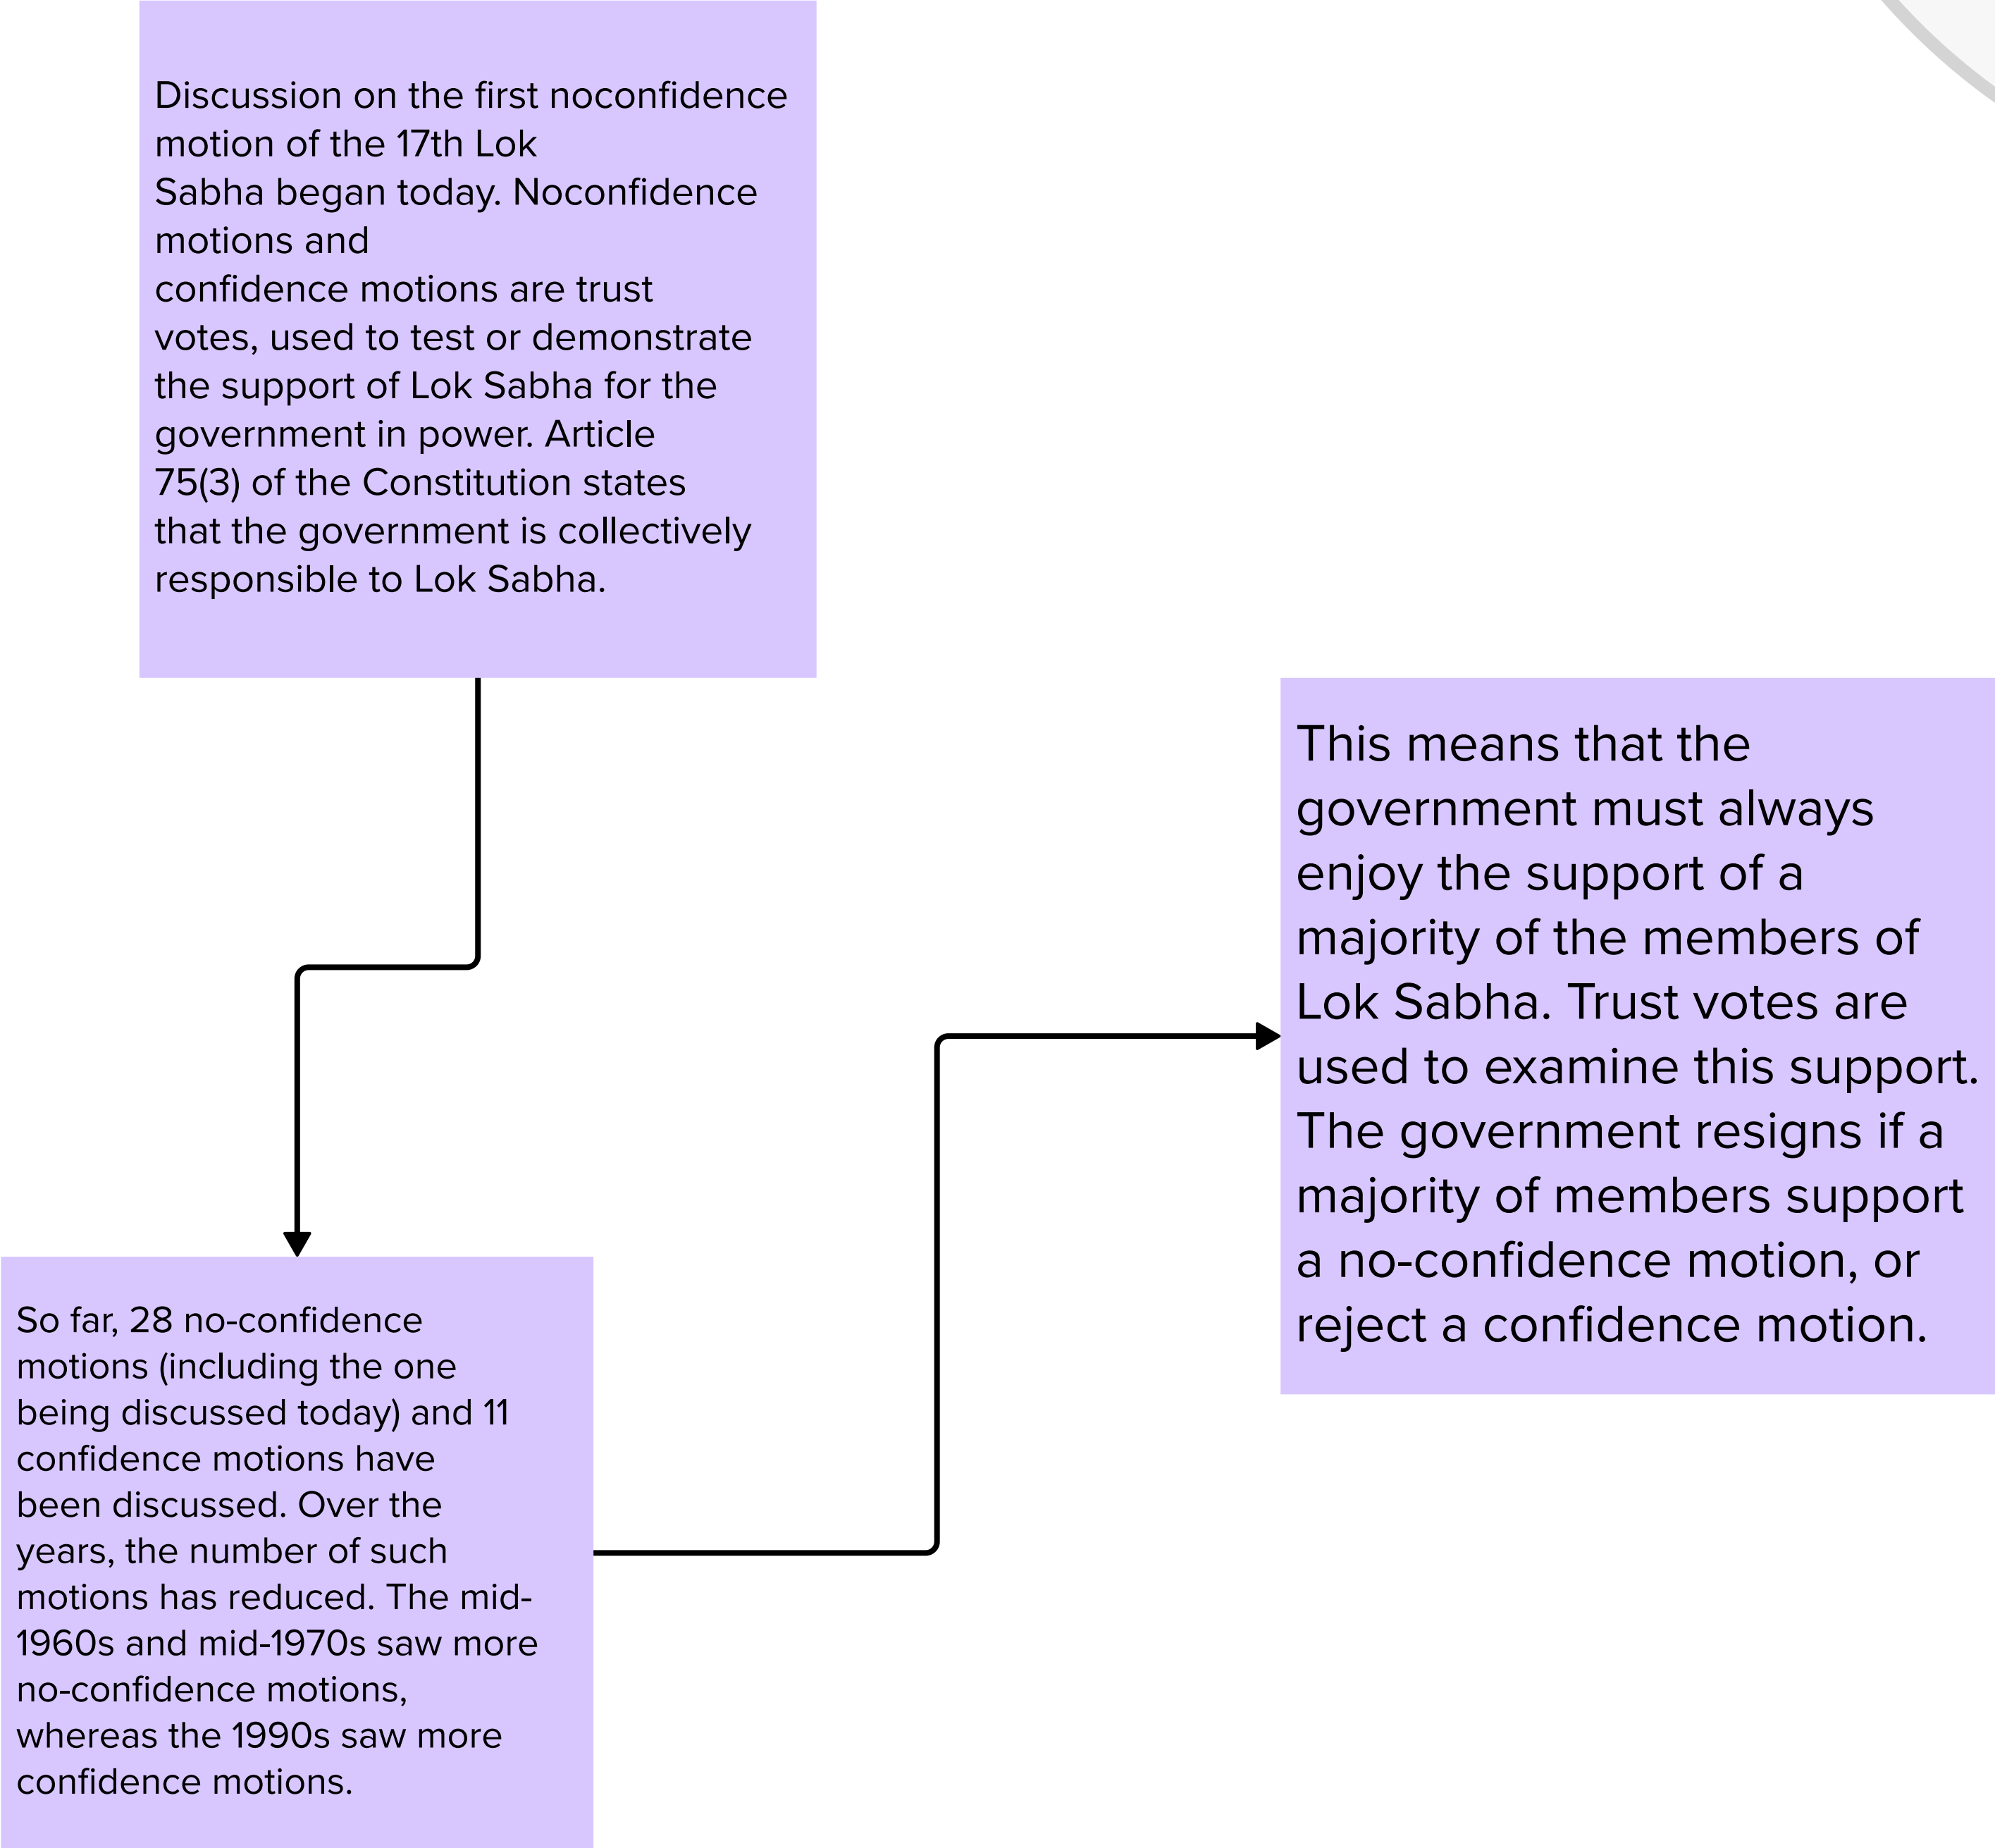 Discussion on the first noconfidence
motion of the 17th Lok
Sabha began today. Noconfidence
motions and
confidence motions are trust
votes, used to test or demonstrate
the support of Lok Sabha for the
government in power. Article
75(3) of the Constitution states
that the government is collectively
responsible to Lok Sabha.
So far, 28 no-confidence
motions (including the one
being discussed today) and 11
confidence motions have
been discussed. Over the
years, the number of such
motions has reduced. The mid-
1960s and mid-1970s saw more
no-confidence motions,
whereas the 1990s saw more
confidence motions.
This means that the
government must always
enjoy the support of a
majority of the members of
Lok Sabha. Trust votes are
used to examine this support.
The government resigns if a
majority of members support
a no-confidence motion, or
reject a confidence motion.